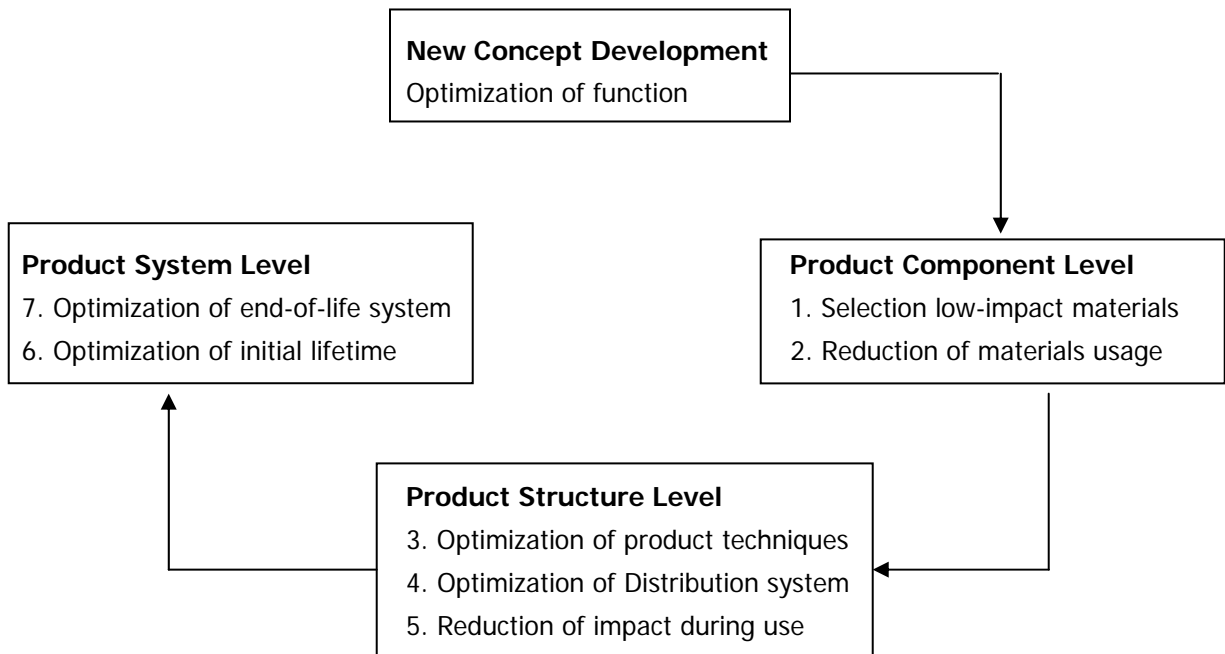 New Concept Development
Optimization of function
Product System Level
7. Optimization of end-of-life system
6. Optimization of initial lifetime
Product Component Level
1. Selection low-impact materials
2. Reduction of materials usage
Product Structure Level
3. Optimization of product techniques
4. Optimization of Distribution system
5. Reduction of impact during use